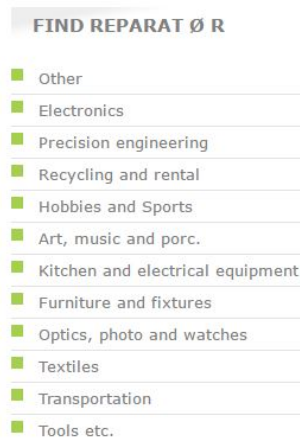 FIND REPARAT Ø R
Other
Electronics
Precision engineering
Recycling and rental
Hobbies and Sports
Art, music and porc.
Kitchen and electrical equipment
Furniture and fixtures
Optics, photo and watches
Textiles
Transportation
Tools etc.